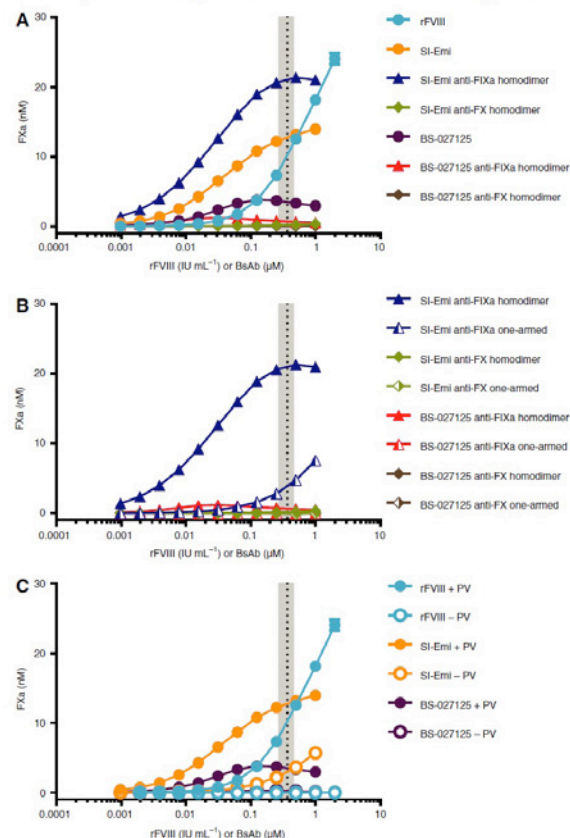 A
30
20
10
0
FXa (nM)
0.0001
0.001
0.01
0.1
1
10
rFVIII (IU mL⁻¹) or BsAb (µM)
rFVIII
SI-Emi
SI-Emi anti-FIXa homodimer
SI-Emi anti-FX homodimer
BS-027125
BS-027125 anti-FIXa homodimer
BS-027125 anti-FX homodimer
B
30
20
10
0
FXa (nM)
0.0001
0.001
0.01
0.1
1
10
rFVIII (IU mL⁻¹) or BsAb (µM)
SI-Emi anti-FIXa homodimer
SI-Emi anti-FIXa one-armed
SI-Emi anti-FX homodimer
SI-Emi anti-FX one-armed
BS-027125 anti-FIXa homodimer
BS-027125 anti-FIXa one-armed
BS-027125 anti-FX homodimer
BS-027125 anti-FX one-armed
C
30
20
10
0
FXa (nM)
0.0001
0.001
0.01
0.1
1
10
rFVIII (IU mL⁻¹) or BsAb (µM)
rFVIII + PV
rFVIII – PV
SI-Emi + PV
SI-Emi – PV
BS-027125 + PV
BS-027125 – PV